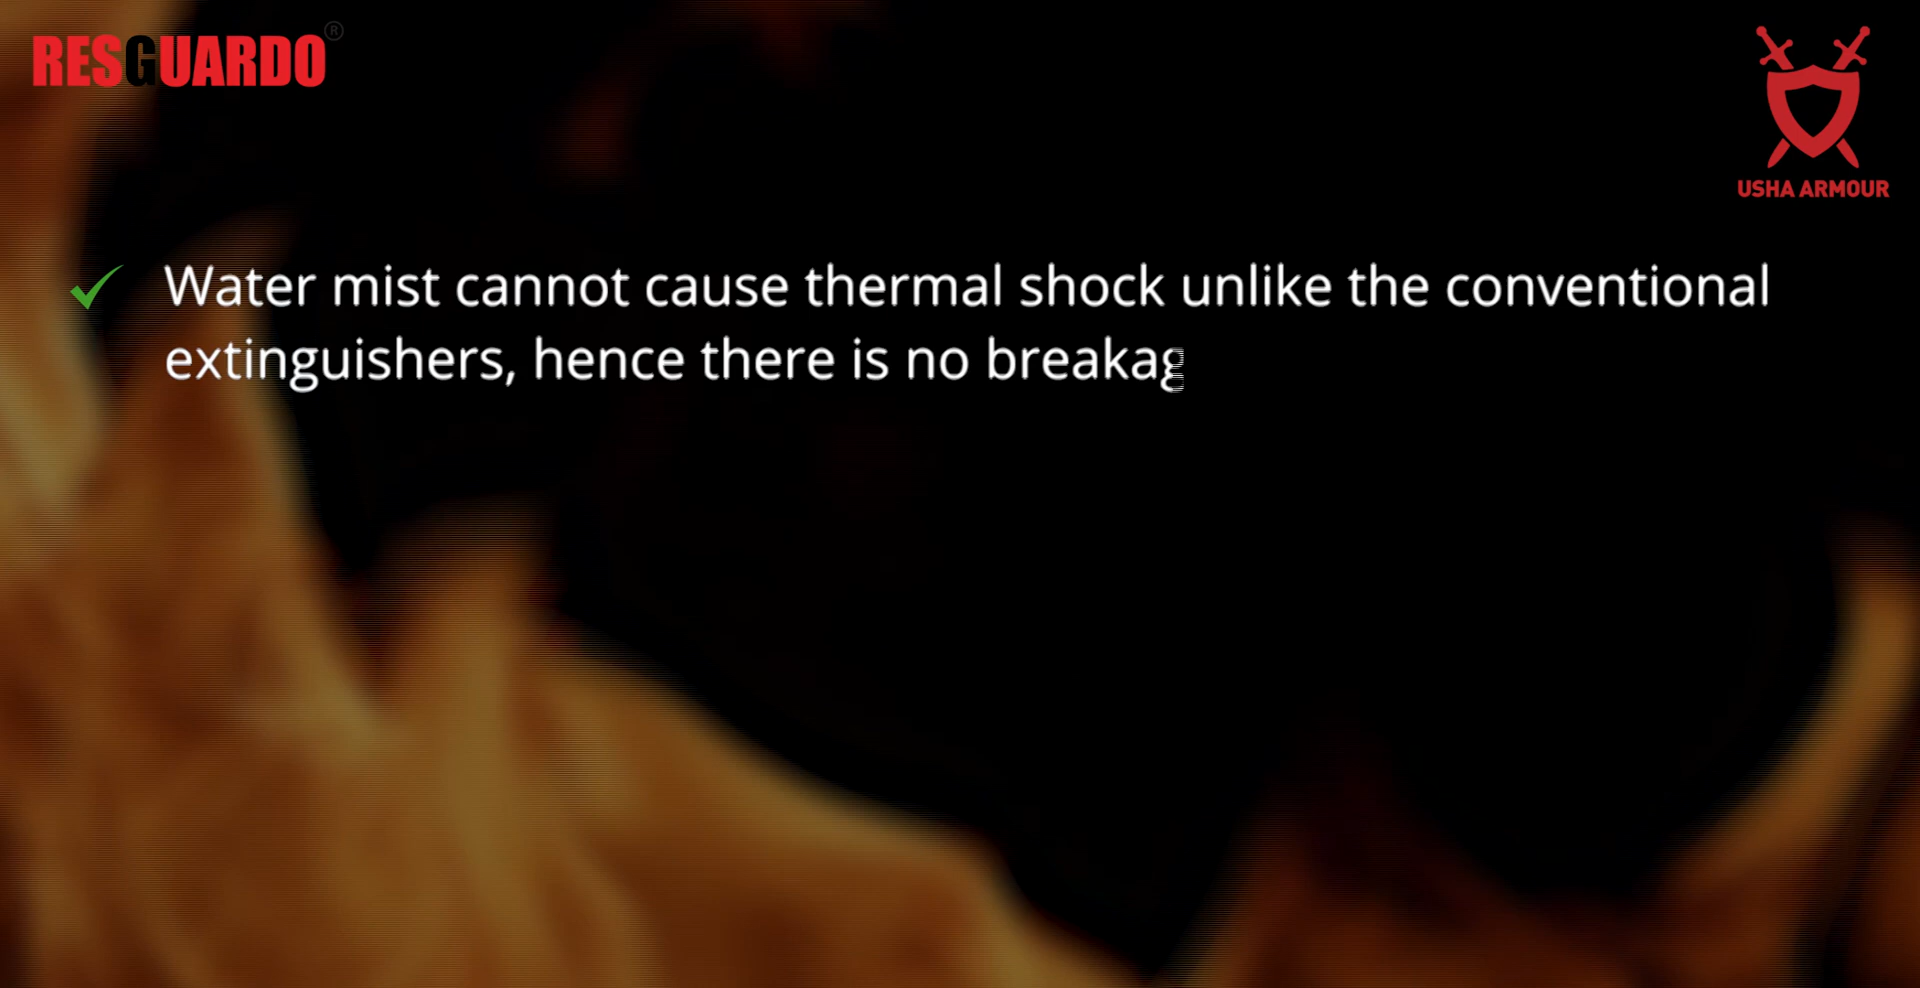 RESGUARDO®
USHA ARMOUR
Water mist cannot cause thermal shock unlike the conventional
extinguishers, hence there is no breakag